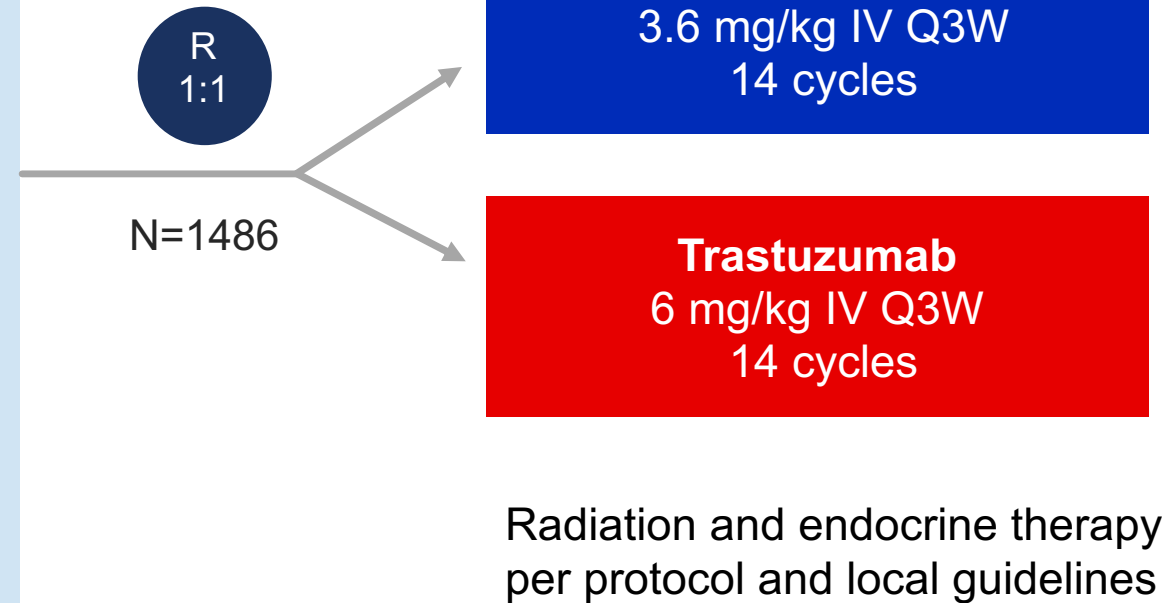 R
1:1
N=1486
3.6 mg/kg IV Q3W
14 cycles
Trastuzumab
6 mg/kg IV Q3W
14 cycles
Radiation and endocrine therapy
per protocol and local guidelines